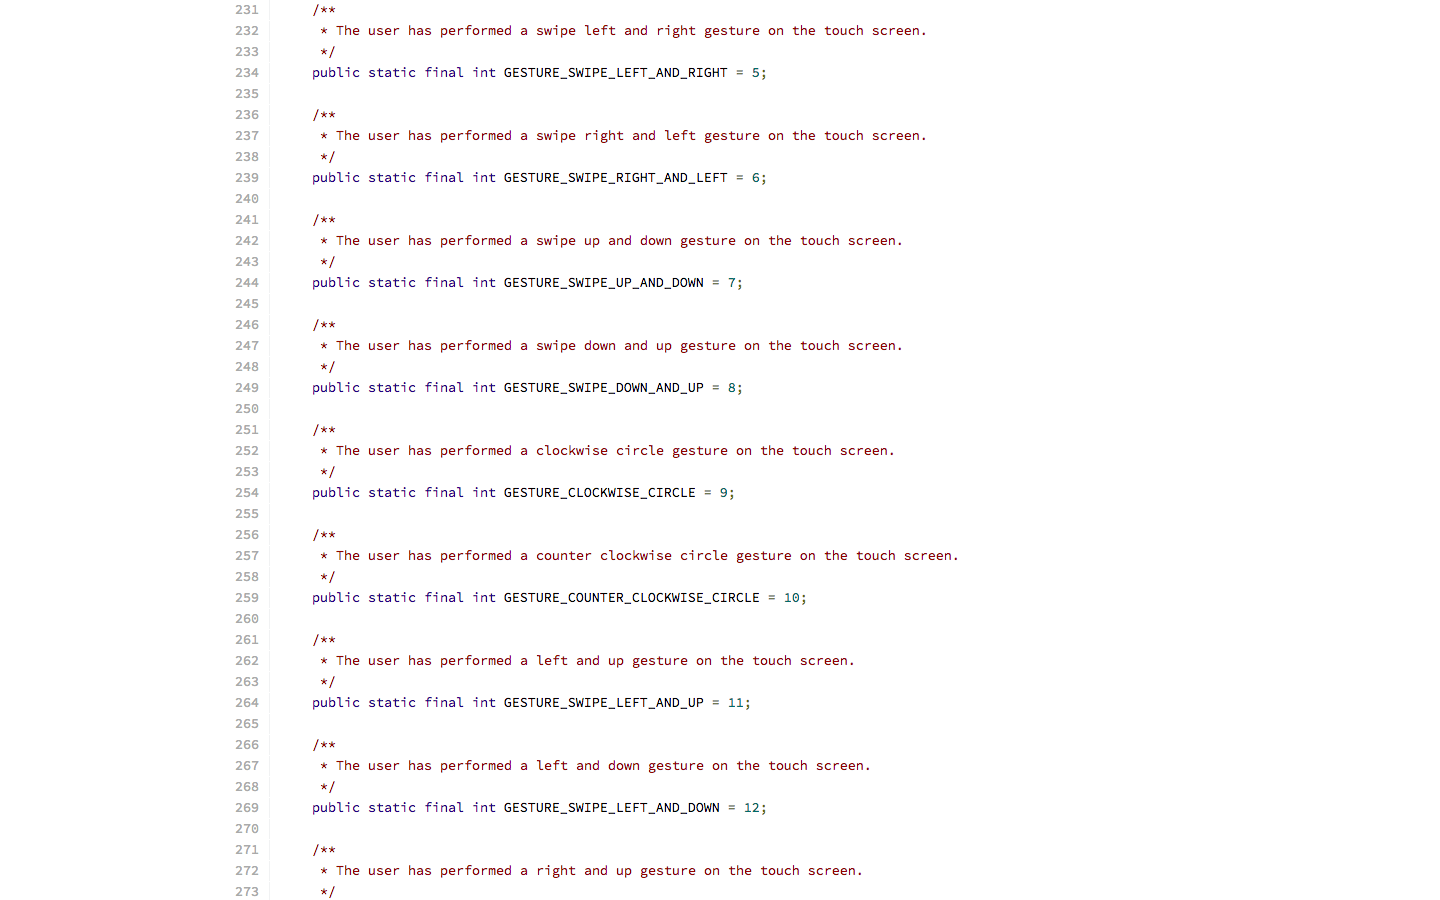 231 /**
232 * The user has performed a swipe left and right gesture on the touch screen.
233 */
234 public static final int GESTURE_SWIPE_LEFT_AND_RIGHT = 5;
235
236 /**
237 * The user has performed a swipe right and left gesture on the touch screen.
238 */
239 public static final int GESTURE_SWIPE_RIGHT_AND_LEFT = 6;
240
241 /**
242 * The user has performed a swipe up and down gesture on the touch screen.
243 */
244 public static final int GESTURE_SWIPE_UP_AND_DOWN = 7;
245
246 /**
247 * The user has performed a swipe down and up gesture on the touch screen.
248 */
249 public static final int GESTURE_SWIPE_DOWN_AND_UP = 8;
250
251 /**
252 * The user has performed a clockwise circle gesture on the touch screen.
253 */
254 public static final int GESTURE_CLOCKWISE_CIRCLE = 9;
255
256 /**
257 * The user has performed a counter clockwise circle gesture on the touch screen.
258 */
259 public static final int GESTURE_COUNTER_CLOCKWISE_CIRCLE = 10;
260
261 /**
262 * The user has performed a left and up gesture on the touch screen.
263 */
264 public static final int GESTURE_SWIPE_LEFT_AND_UP = 11;
265
266 /**
267 * The user has performed a left and down gesture on the touch screen.
268 */
269 public static final int GESTURE_SWIPE_LEFT_AND_DOWN = 12;
270
271 /**
272 * The user has performed a right and up gesture on the touch screen.
273 */